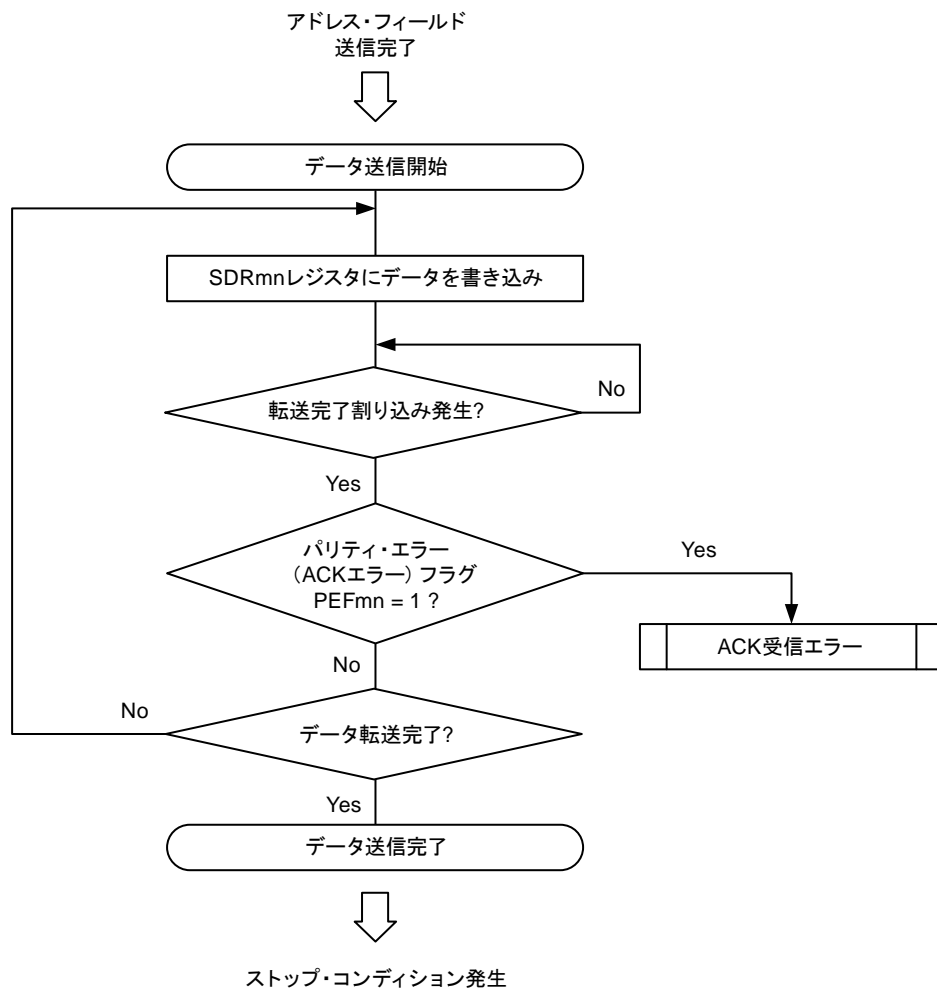 アドレス・フィールド
送信完了
データ送信開始
SDRmnレジスタにデータを書き込み
No
転送完了割り込み発生?
Yes
パリティ・エラー
（ACKエラー）フラグ
PEFmn = 1 ?
Yes
ACK受信エラー
No
No
データ転送完了?
Yes
データ送信完了
ストップ・コンディション発生